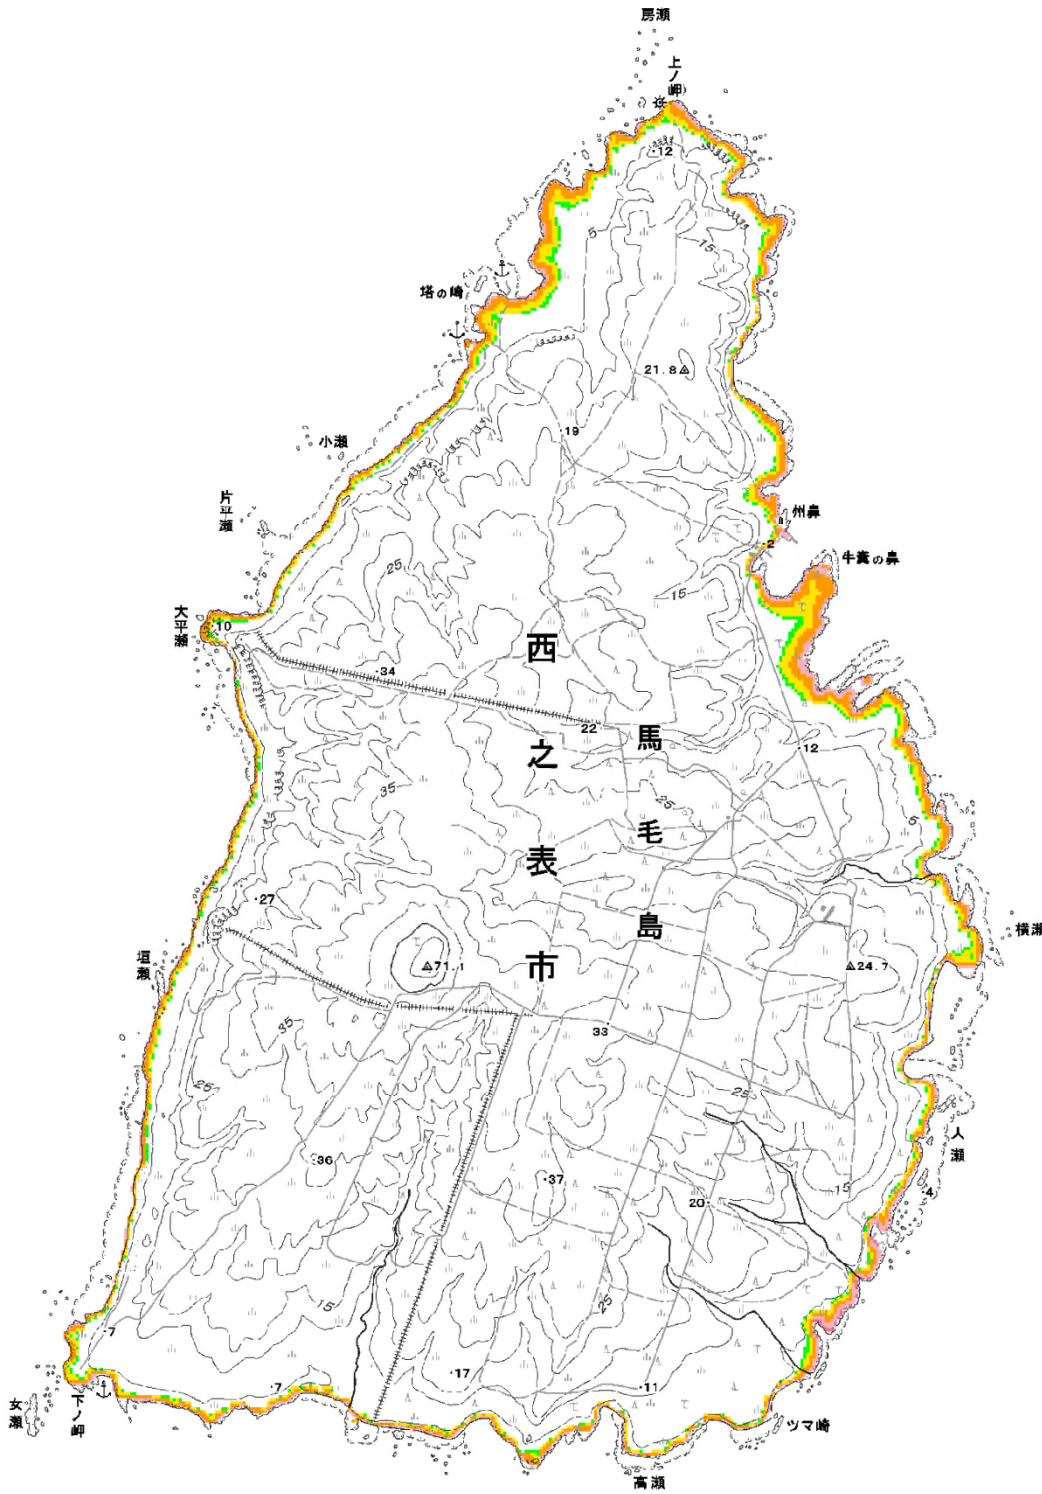 房瀬
上ノ岬
12
5
15
塔の崎
21.8
19
小瀬
片平瀬
州鼻
2
牛糞の鼻
25
15
大平瀬
10
34
西之表市
22
馬毛島
12
35
25
5
27
横瀬
垣瀬
71.1
24.7
35
33
25
25
人瀬
36
37
15
4
20
15
25
7
7
17
11
女瀬
下ノ岬
ツマ崎
高瀬